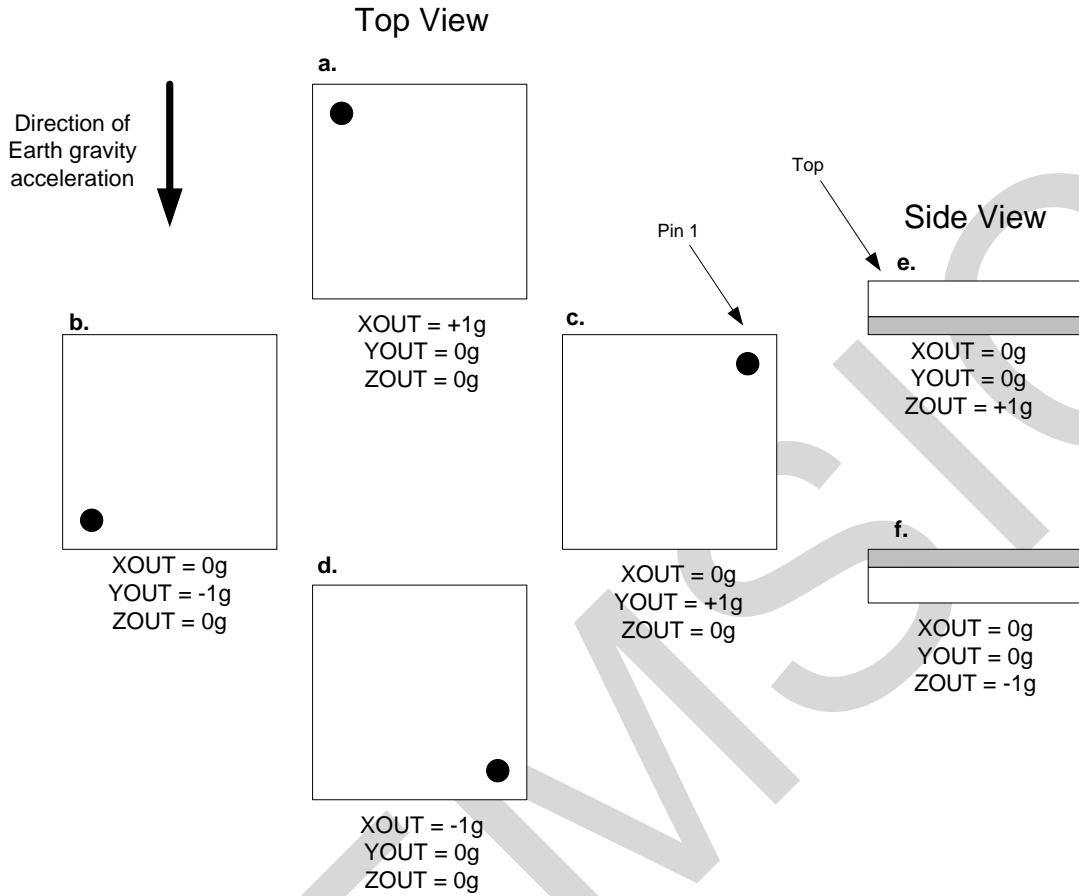 Top View
a.
Direction of
Earth gravity
acceleration
XOUT = +1g
YOUT = 0g
ZOUT = 0g
b.
XOUT = 0g
YOUT = -1g
ZOUT = 0g
Pin 1
c.
XOUT = 0g
YOUT = +1g
ZOUT = 0g
d.
XOUT = -1g
YOUT = 0g
ZOUT = 0g
Top
Side View
e.
XOUT = 0g
YOUT = 0g
ZOUT = +1g
f.
XOUT = 0g
YOUT = 0g
ZOUT = -1g